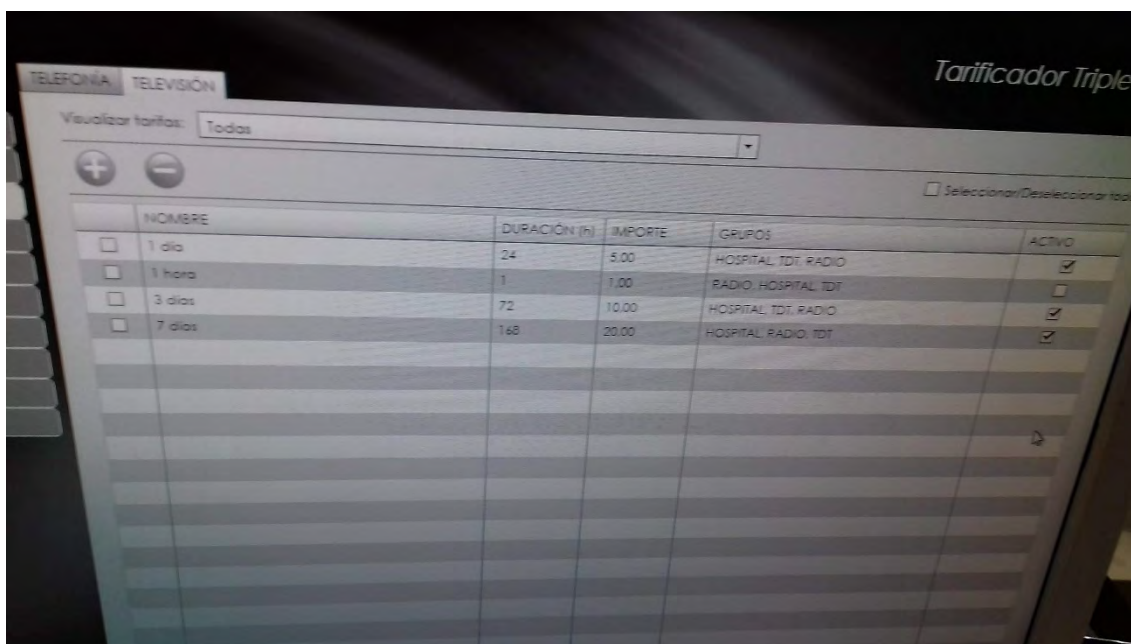 Tarificador Triple
TELEFONÍA TELEVISIÓN
Visualizar tarifas: Todas
Seleccionar/Deseleccionar tod
NOMBRE DURACIÓN (h) IMPORTE GRUPOS ACTIVO
1 día 24 5.00 HOSPITAL, TDT, RADIO
1 hora 1 1.00 RADIO, HOSPITAL, TDT
3 días 72 10.00 HOSPITAL, TDT, RADIO
7 días 168 20.00 HOSPITAL, RADIO, TDT